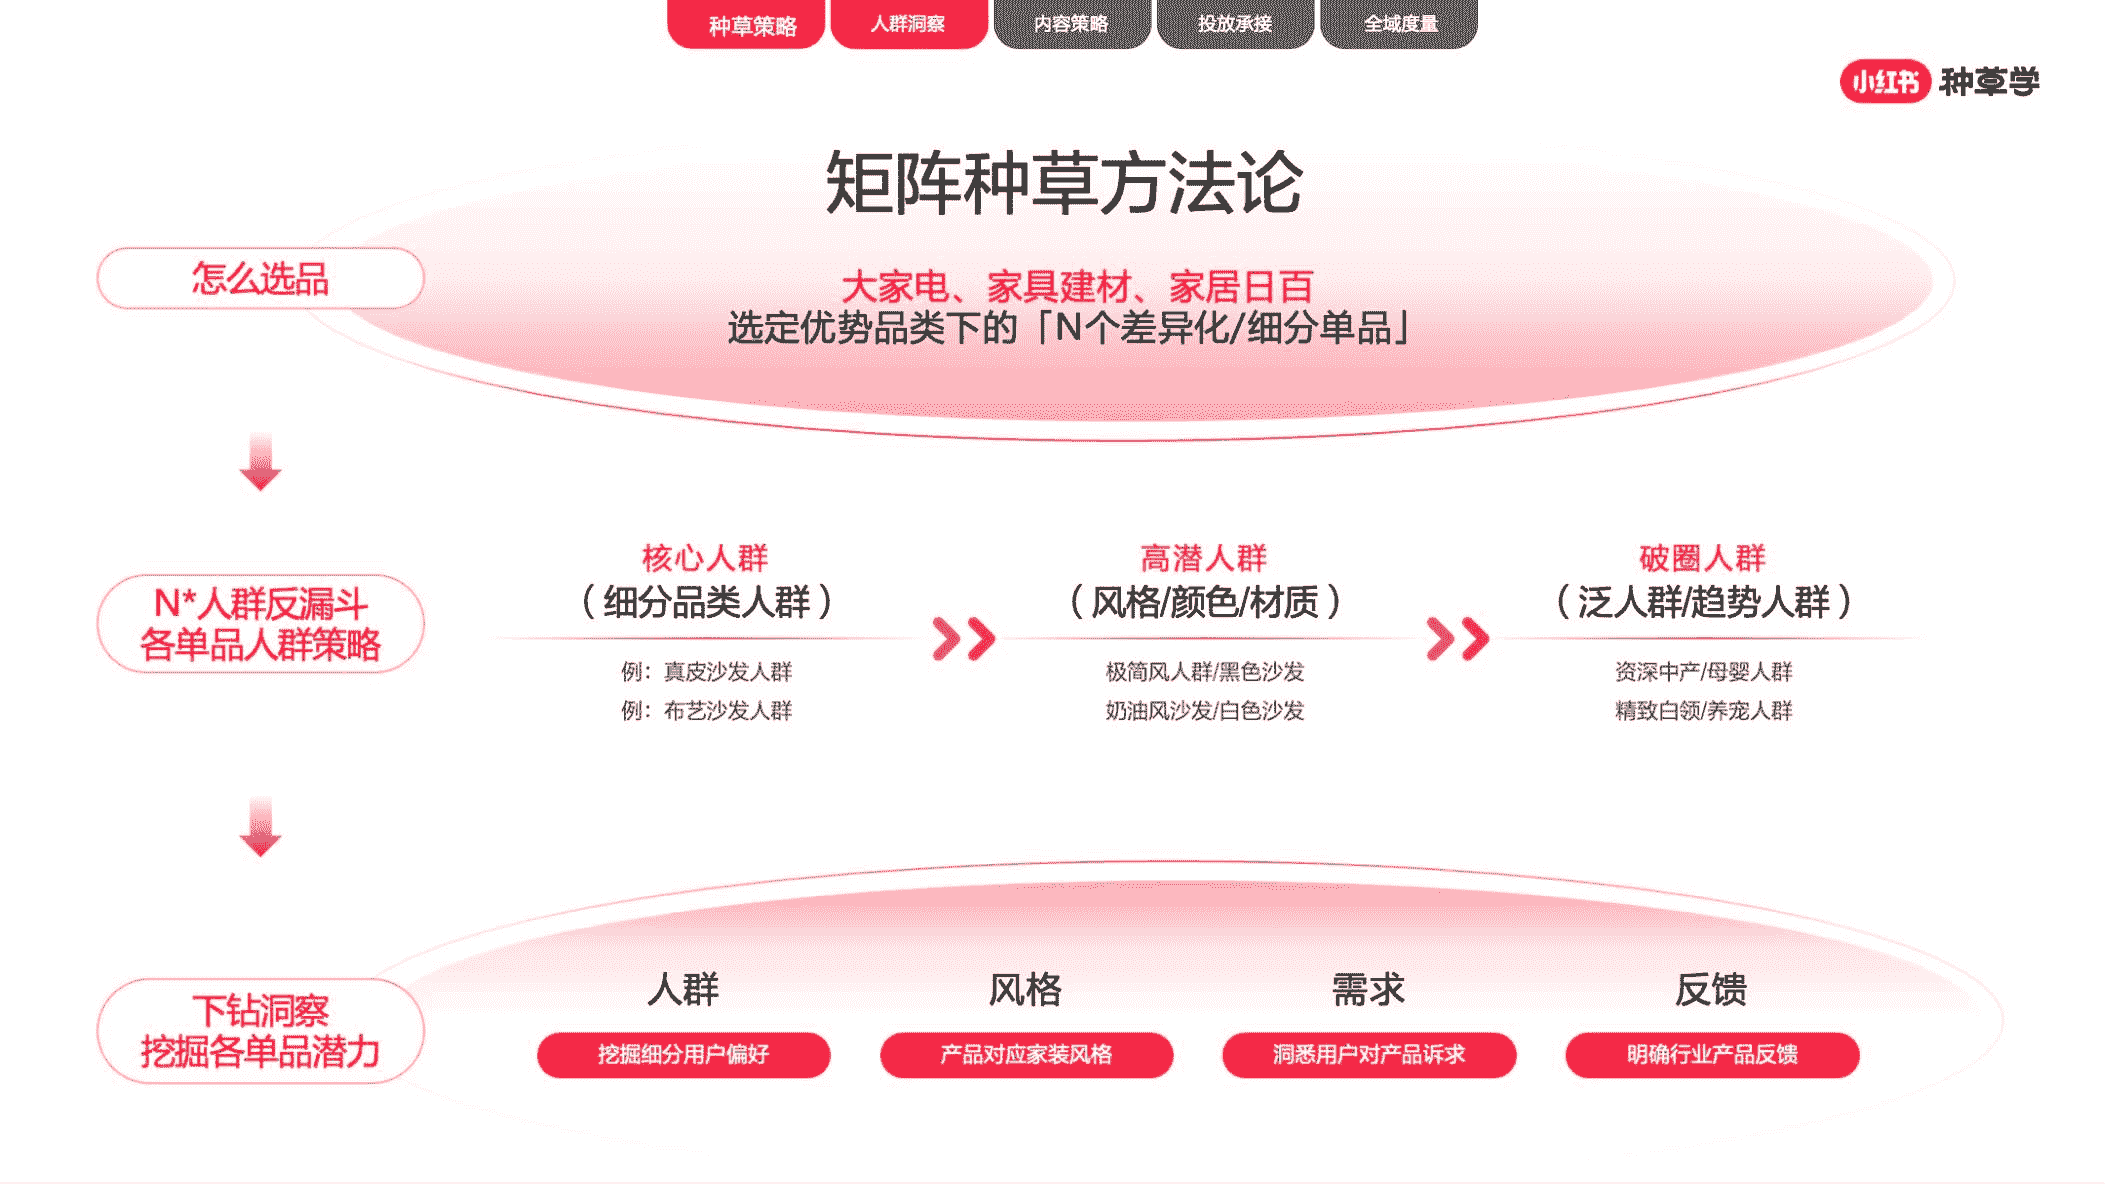 种草策略
人群洞察
内容策略
投放承接
全域度量
小红书 种草学
矩阵种草方法论
怎么选品
大家电、家具建材、家居日百
选定优势品类下的「N个差异化/细分单品」
N*人群反漏斗
各单品人群策略
核心人群
（细分品类人群）
例：真皮沙发人群
例：布艺沙发人群
高潜人群
（风格/颜色/材质）
极简风人群/黑色沙发
奶油风沙发/白色沙发
破圈人群
（泛人群/趋势人群）
资深中产/母婴人群
精致白领/养宠人群
下钻洞察
挖掘各单品潜力
人群
挖掘细分用户偏好
风格
产品对应家装风格
需求
洞悉用户对产品诉求
反馈
明确行业产品反馈